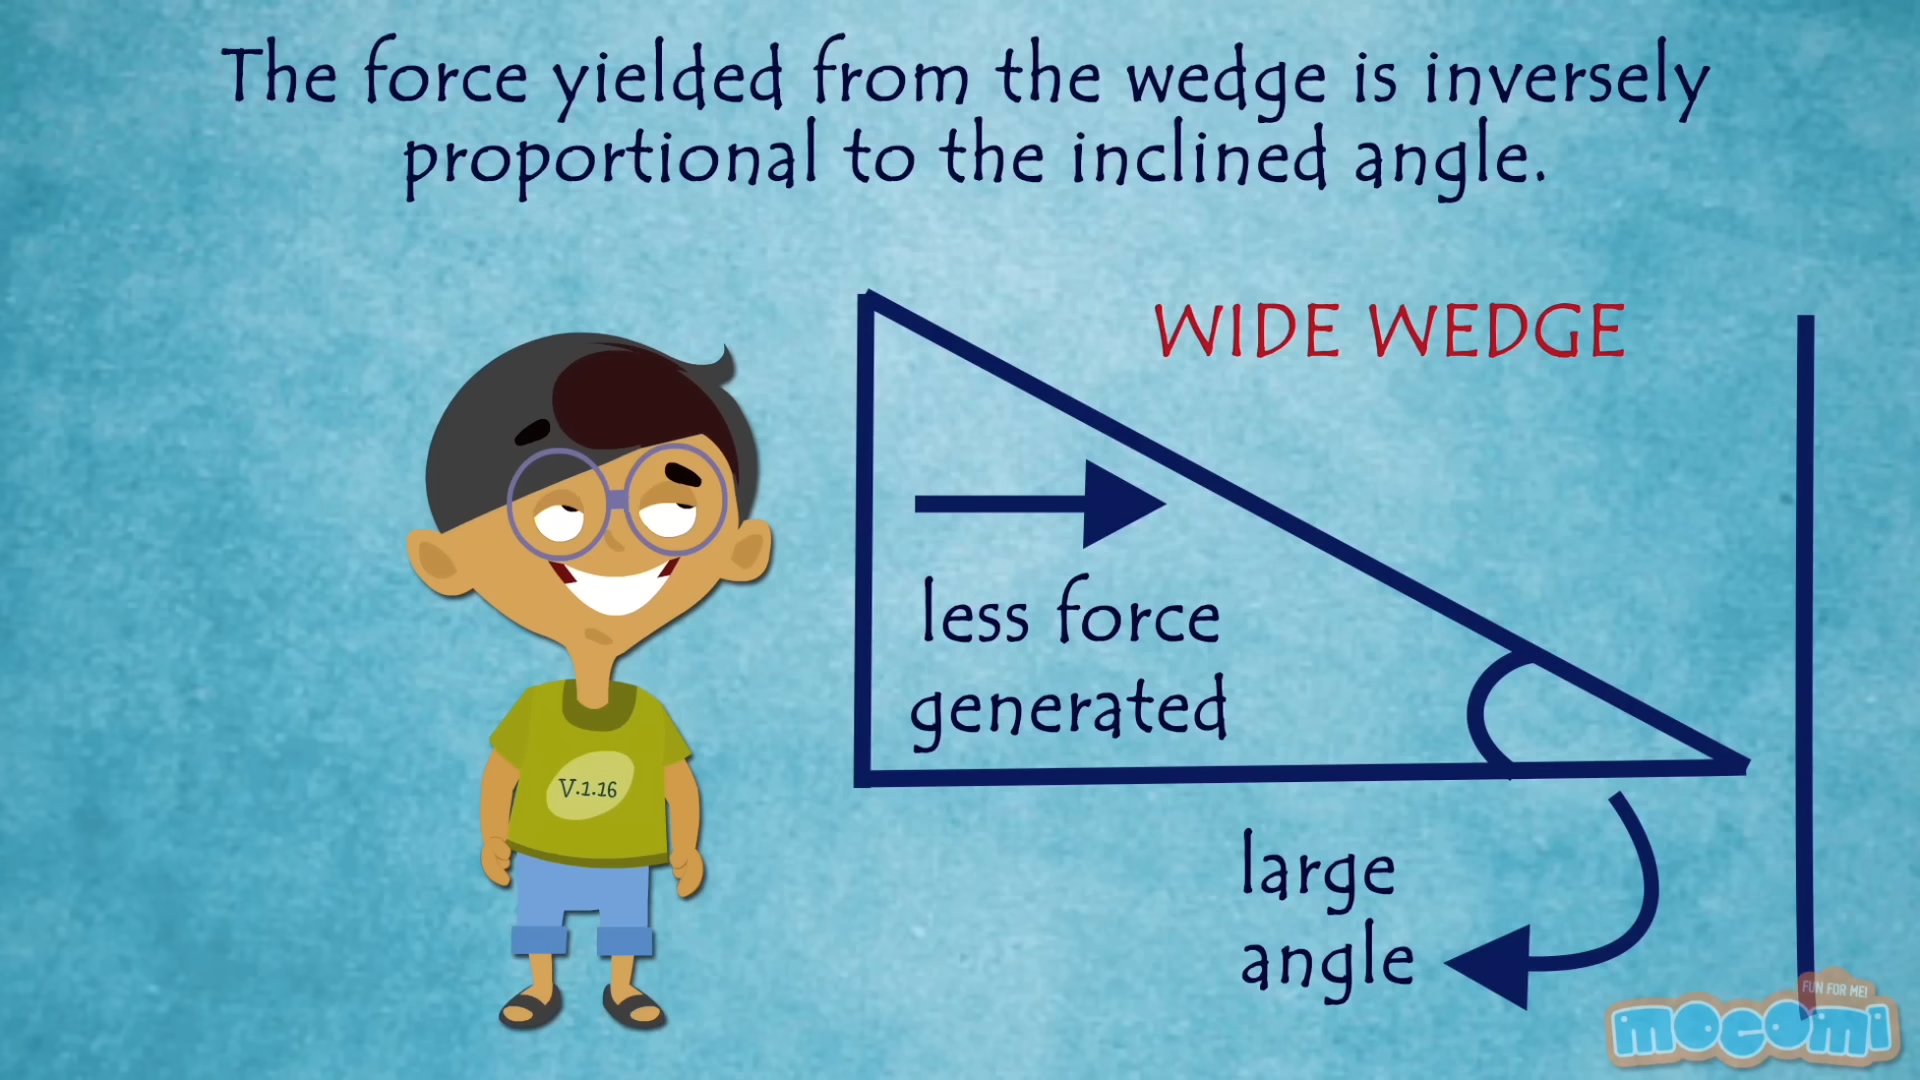 The force yielded from the wedge is inversely
proportional to the inclined angle.
WIDE WEDGE
less force
generated
V.1.16
large
angle
FUN FOR ME!
mocomi